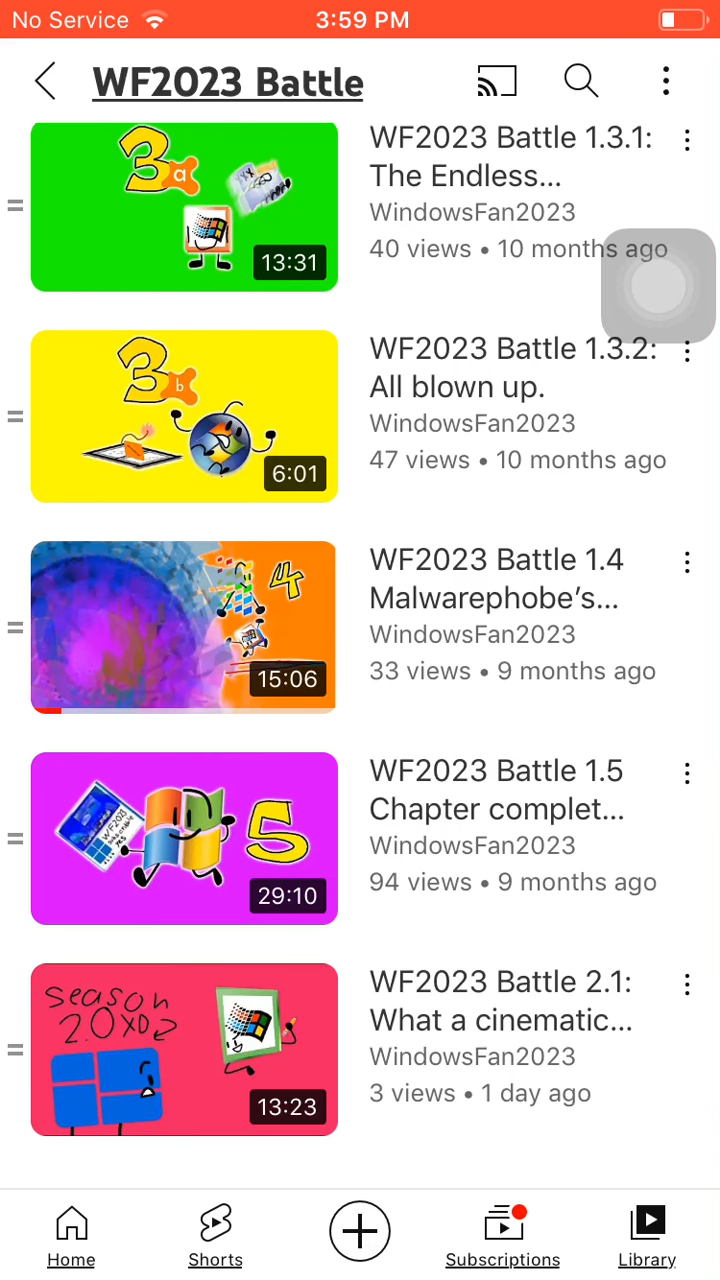 No Service 3:59 PM
WF2023 Battle
3a
13:31
WF2023 Battle 1.3.1:
The Endless...
WindowsFan2023
40 views • 10 months ago
3b
6:01
WF2023 Battle 1.3.2:
All blown up.
WindowsFan2023
47 views • 10 months ago
4
15:06
WF2023 Battle 1.4
Malwarephobe’s...
WindowsFan2023
33 views • 9 months ago
WF2023
5
29:10
WF2023 Battle 1.5
Chapter complet...
WindowsFan2023
94 views • 9 months ago
season
2.0 XD
13:23
WF2023 Battle 2.1:
What a cinematic...
WindowsFan2023
3 views • 1 day ago
Home Shorts Subscriptions Library